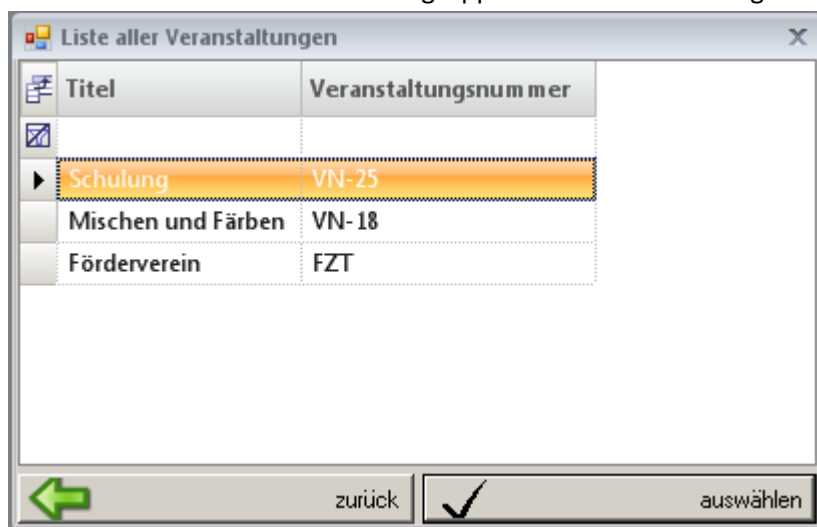 Liste aller Veranstaltungen
Titel Veranstaltungsnummer
Schulung VN-25
Mischen und Färben VN-18
Förderverein FZT
zurück auswählen